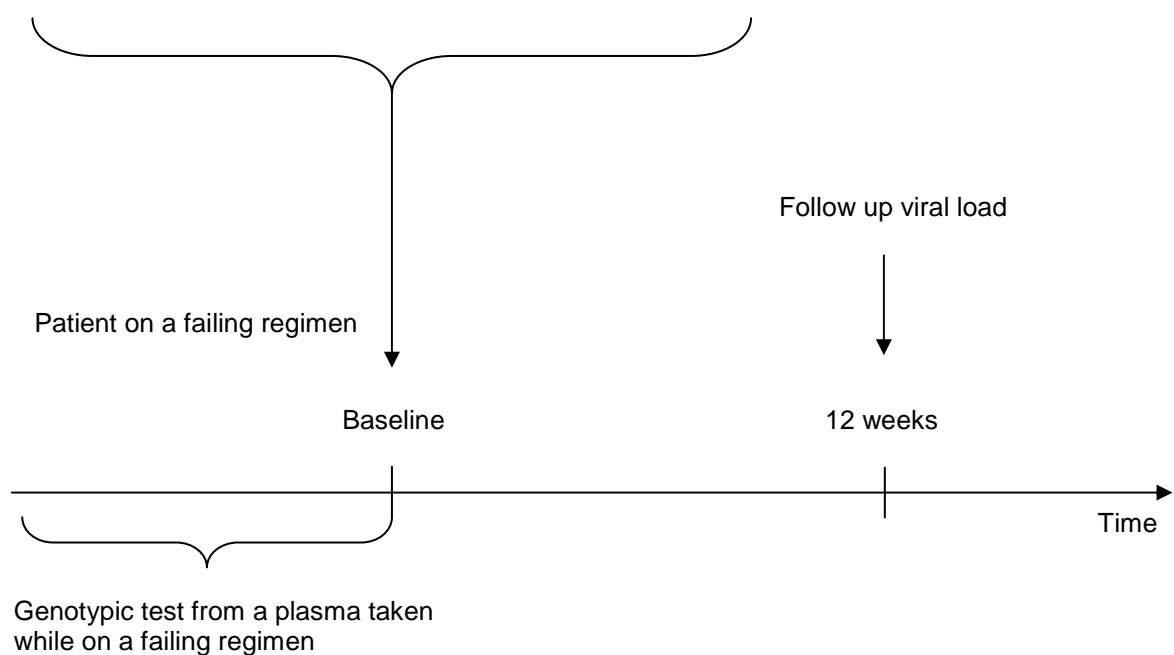 Follow up viral load
Patient on a failing regimen
Baseline
12 weeks
Time
Genotypic test from a plasma taken
while on a failing regimen